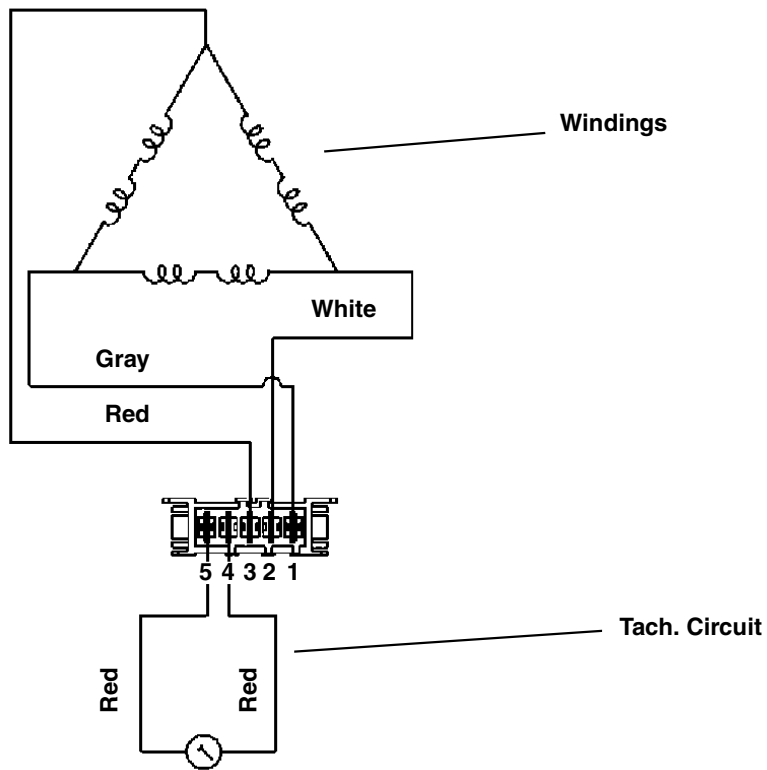 Windings
White
Gray
Red
5 4 3 2 1
Tach. Circuit
Red
Red